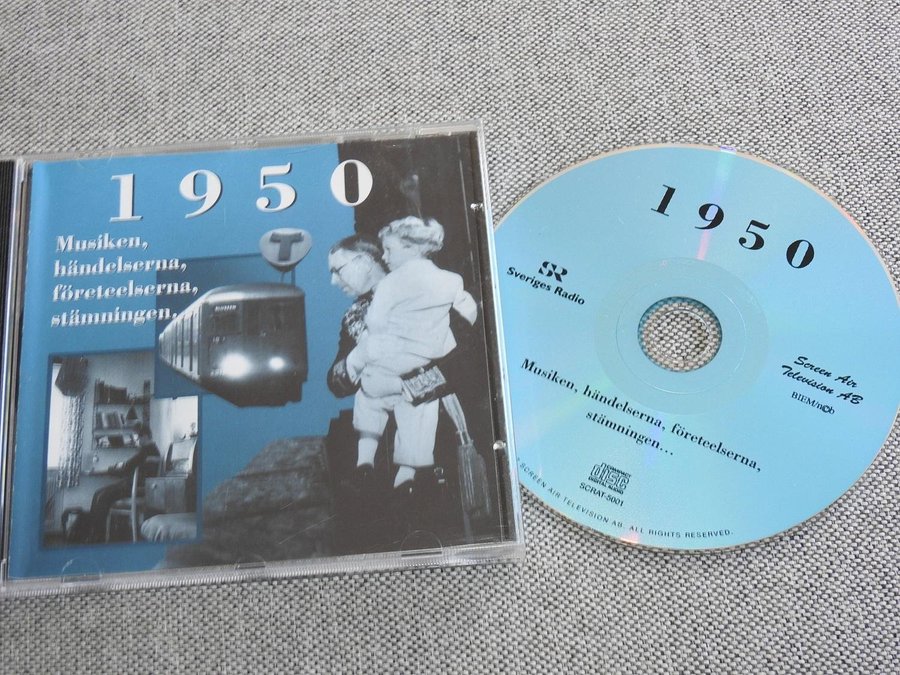 1950
Musiken,
händelserna,
företeelserna,
stämningen.
T
1950
SR
Sveriges Radio
Screen Air
Television AB
BIEM/n©b
Musiken, händelserna, företeelserna,
stämningen...
COMPACT
disc
DIGITAL AUDIO
SCRAT-5001
SCREEN AIR TELEVISION AB. ALL RIGHTS RESERVED.